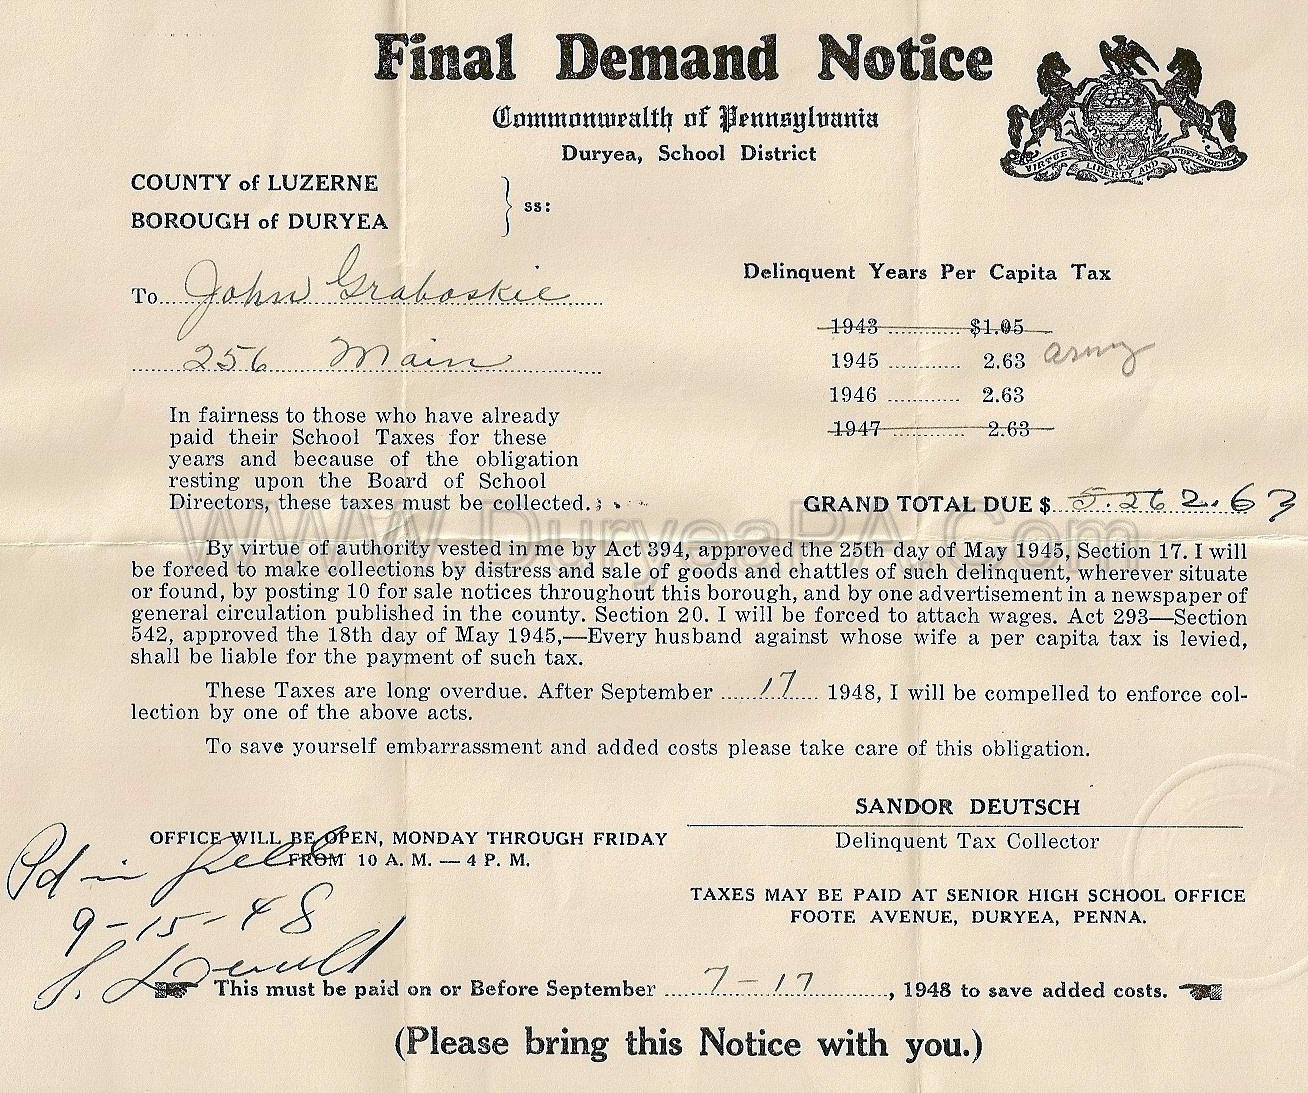 Final Demand Notice
Commonwealth of Pennsylvania
Duryea, School District
VIRTUE LIBERTY AND INDEPENDENCE
COUNTY of LUZERNE
BOROUGH of DURYEA
} ss:
To John Graboskie
256 Main
Delinquent Years Per Capita Tax
1943 ............ $1.05
1945 ............ 2.63 army
1946 ............ 2.63
1947 ............ 2.63
In fairness to those who have already
paid their School Taxes for these
years and because of the obligation
resting upon the Board of School
Directors, these taxes must be collected.
GRAND TOTAL DUE $ 5.26 2.63
www.DuryeaPA.Com
By virtue of authority vested in me by Act 394, approved the 25th day of May 1945, Section 17. I will
be forced to make collections by distress and sale of goods and chattles of such delinquent, wherever situate
or found, by posting 10 for sale notices throughout this borough, and by one advertisement in a newspaper of
general circulation published in the county. Section 20. I will be forced to attach wages. Act 293—Section
542, approved the 18th day of May 1945,—Every husband against whose wife a per capita tax is levied,
shall be liable for the payment of such tax.
These Taxes are long overdue. After September 17 1948, I will be compelled to enforce col-
lection by one of the above acts.
To save yourself embarrassment and added costs please take care of this obligation.
SANDOR DEUTSCH
Delinquent Tax Collector
OFFICE WILL BE OPEN, MONDAY THROUGH FRIDAY
FROM 10 A. M. — 4 P. M.
TAXES MAY BE PAID AT SENIOR HIGH SCHOOL OFFICE
FOOTE AVENUE, DURYEA, PENNA.
Pd in full
9-15-48
S.
This must be paid on or Before September 7-17, 1948 to save added costs.
(Please bring this Notice with you.)